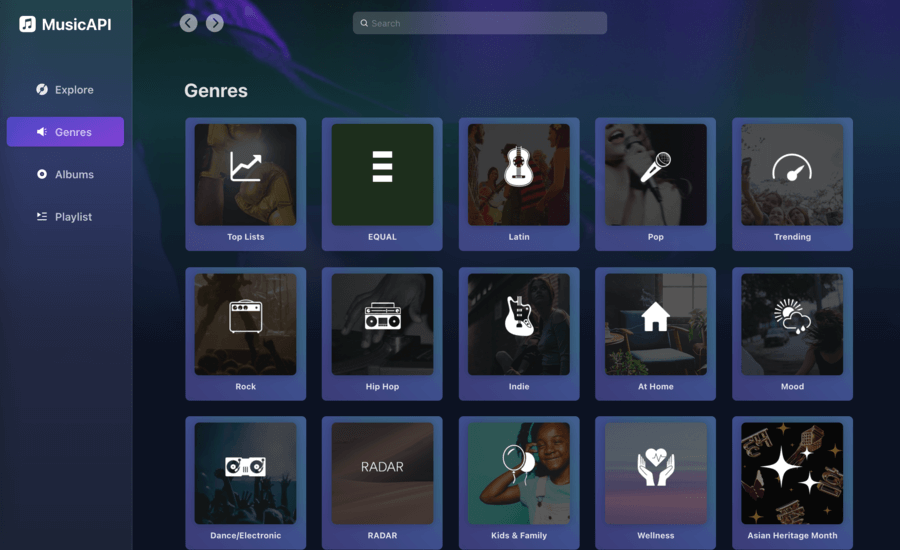 MusicAPI
Search
Explore
Genres
Albums
Playlist
Genres
Top Lists
EQUAL
Latin
Pop
Trending
Rock
Hip Hop
Indie
At Home
Mood
RADAR
Dance/Electronic
RADAR
Kids & Family
Wellness
Asian Heritage Month